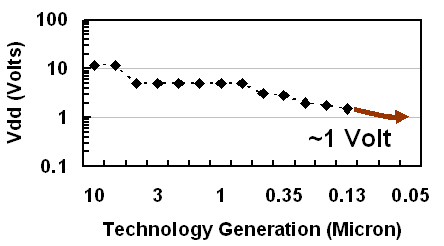 100
10
1
0.1
Vdd (Volts)
~1 Volt
10 3 1 0.35 0.13 0.05
Technology Generation (Micron)